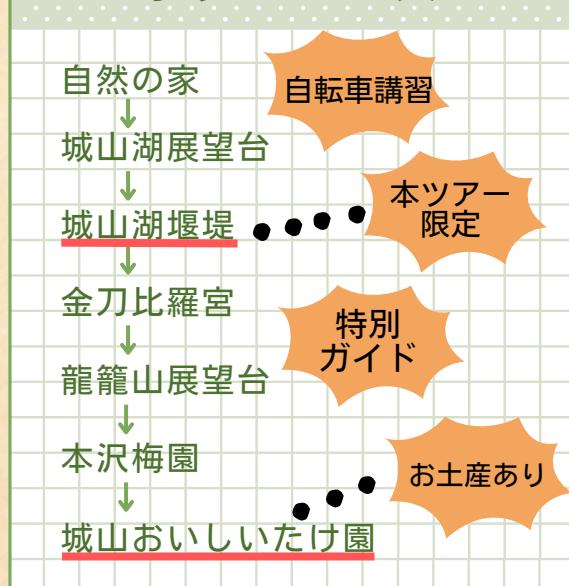 自然の家
自転車講習
↓
城山湖展望台
↓
城山湖堰堤
本ツアー
限定
↓
金刀比羅宮
特別
ガイド
↓
龍籠山展望台
↓
本沢梅園
お土産あり
↓
城山おいしいたけ園